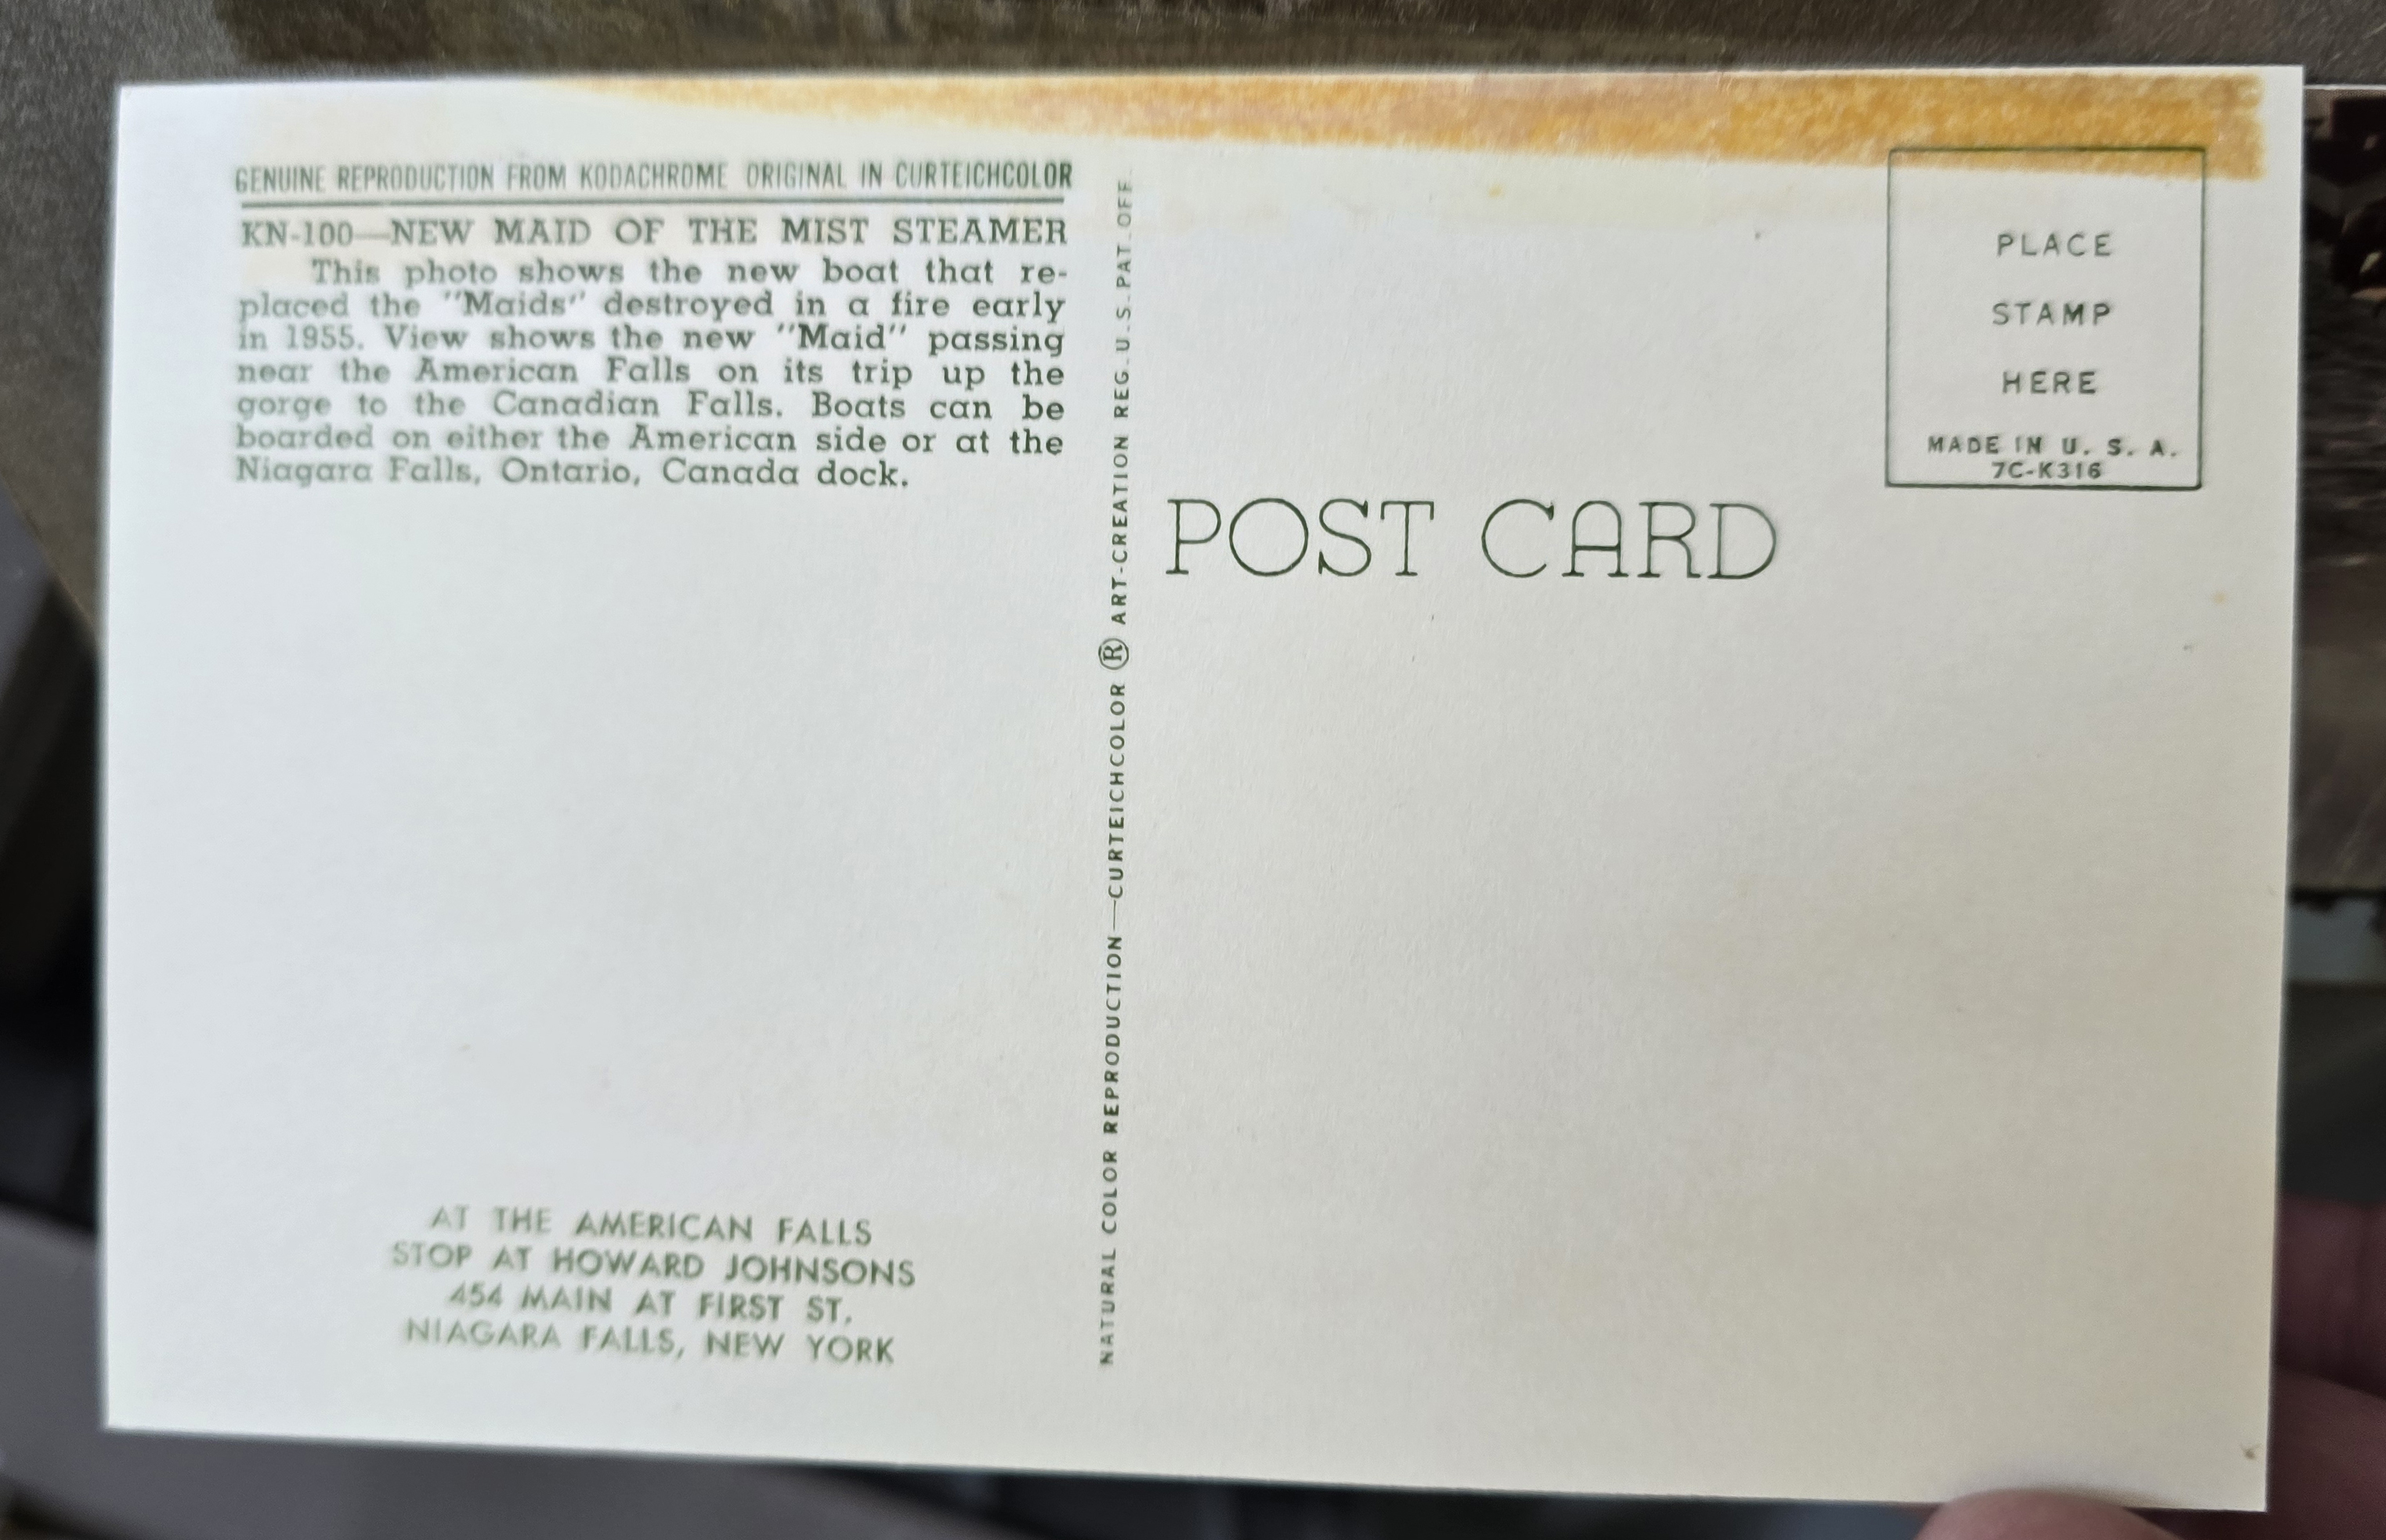 GENUINE REPRODUCTION FROM KODACHROME ORIGINAL IN CURTEICHCOLOR
KN-100—NEW MAID OF THE MIST STEAMER
This photo shows the new boat that re-
placed the "Maids" destroyed in a fire early
in 1955. View shows the new "Maid" passing
near the American Falls on its trip up the
gorge to the Canadian Falls. Boats can be
boarded on either the American side or at the
Niagara Falls, Ontario, Canada dock.
AT THE AMERICAN FALLS
STOP AT HOWARD JOHNSONS
454 MAIN AT FIRST ST.
NIAGARA FALLS, NEW YORK
NATURAL COLOR REPRODUCTION—CURTEICHCOLOR ® ART-CREATION REG. U. S. PAT. OFF.
POST CARD
PLACE
STAMP
HERE
MADE IN U. S. A.
7C-K316